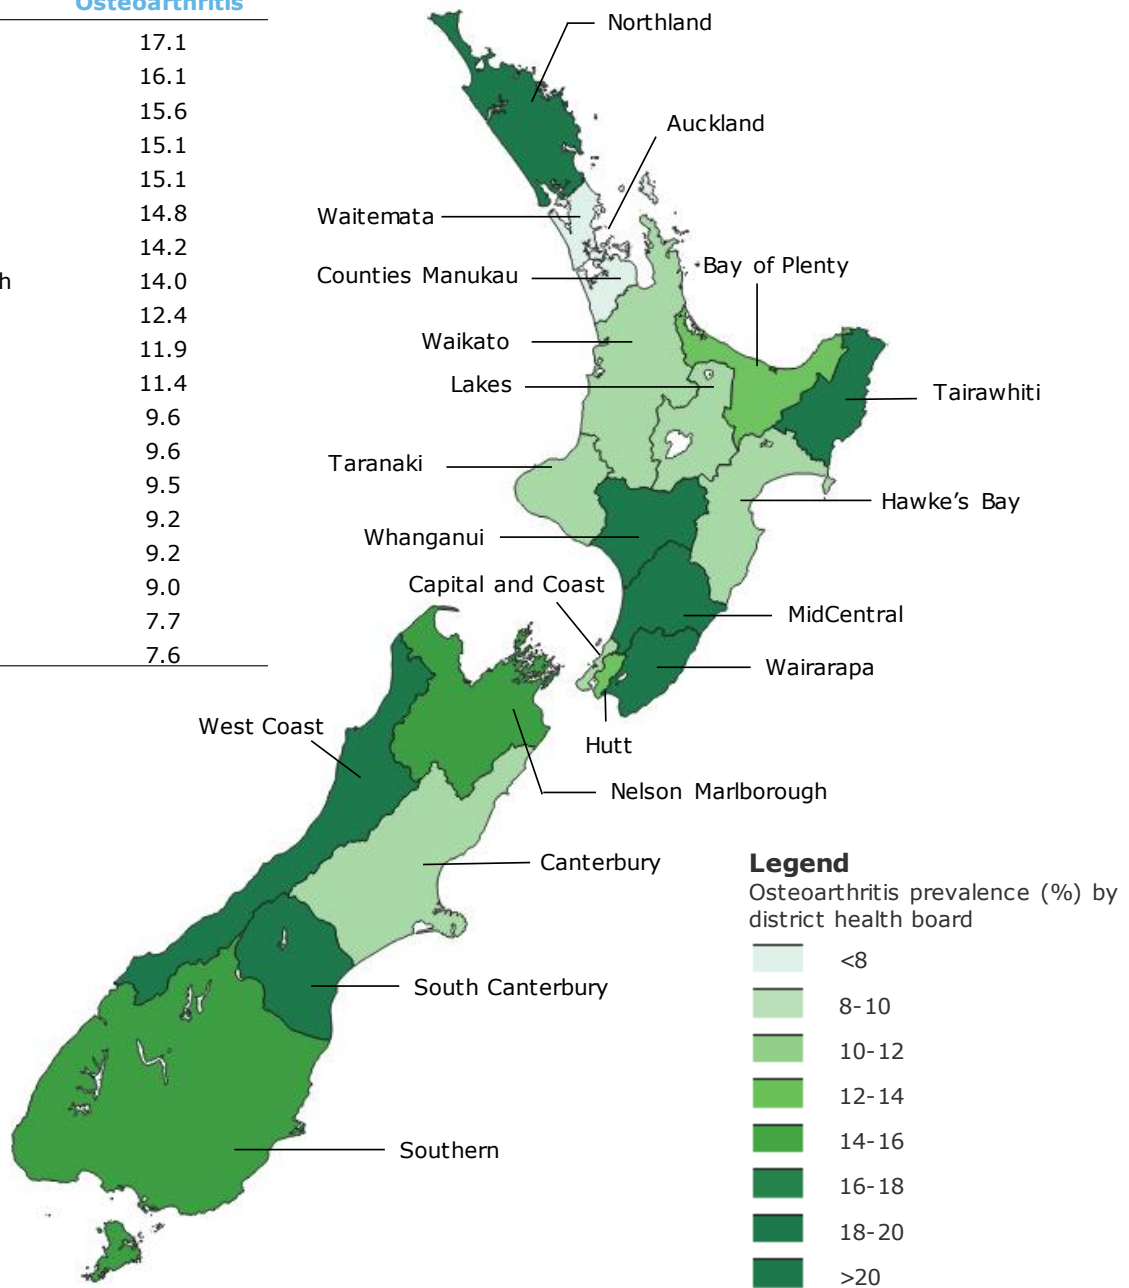 Osteoarthritis
17.1
16.1
15.6
15.1
15.1
14.8
14.2
h 14.0
12.4
11.9
11.4
9.6
9.6
9.5
9.2
9.2
9.0
7.7
7.6
Northland
Auckland
Waitemata
Counties Manukau
Bay of Plenty
Waikato
Lakes
Tairawhiti
Taranaki
Hawke's Bay
Whanganui
Capital and Coast
MidCentral
Wairarapa
West Coast
Hutt
Nelson Marlborough
Canterbury
South Canterbury
Southern
Legend
Osteoarthritis prevalence (%) by
district health board
<8
8-10
10-12
12-14
14-16
16-18
18-20
>20